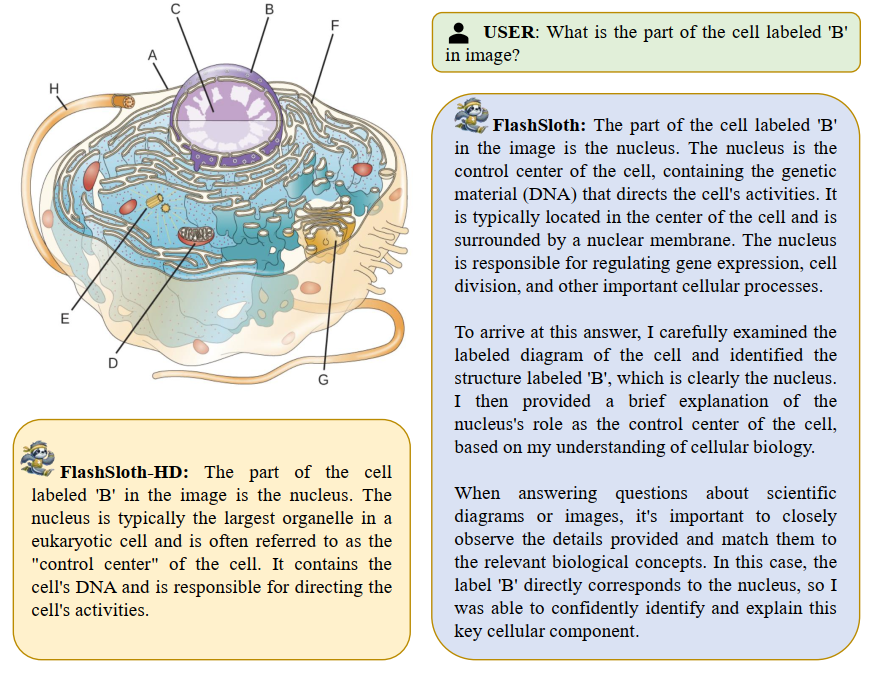 C
B
F
A
H
E
D
G
USER: What is the part of the cell labeled 'B'
in image?
FlashSloth: The part of the cell labeled 'B'
in the image is the nucleus. The nucleus is the
control center of the cell, containing the genetic
material (DNA) that directs the cell's activities. It
is typically located in the center of the cell and is
surrounded by a nuclear membrane. The nucleus
is responsible for regulating gene expression, cell
division, and other important cellular processes.
To arrive at this answer, I carefully examined the
labeled diagram of the cell and identified the
structure labeled 'B', which is clearly the nucleus.
I then provided a brief explanation of the
nucleus's role as the control center of the cell,
based on my understanding of cellular biology.
When answering questions about scientific
diagrams or images, it's important to closely
observe the details provided and match them to
the relevant biological concepts. In this case, the
label 'B' directly corresponds to the nucleus, so I
was able to confidently identify and explain this
key cellular component.
FlashSloth-HD: The part of the cell
labeled 'B' in the image is the nucleus. The
nucleus is typically the largest organelle in a
eukaryotic cell and is often referred to as the
"control center" of the cell. It contains the
cell's DNA and is responsible for directing the
cell's activities.